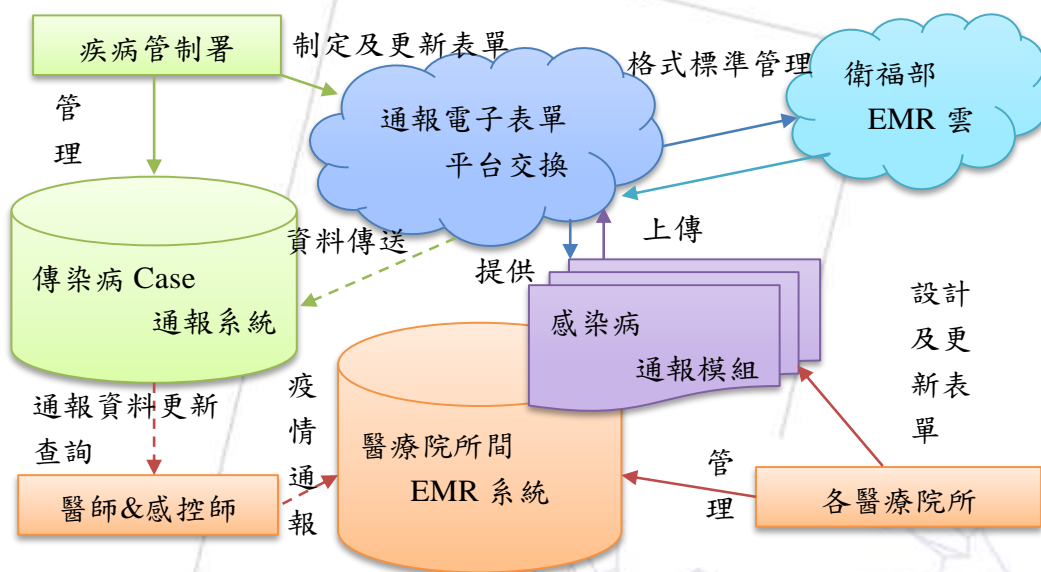 疾病管制署
制定及更新表單
格式標準管理
衛福部
EMR 雲
管
理
通報電子表單
平台交換
資料傳送
上傳
提供
傳染病 Case
通報系統
感染病
通報模組
設計
及更
新表
單
通報資料更新
查詢
疫
情
通
報
醫療院所間
EMR 系統
管
理
醫師&感控師
各醫療院所